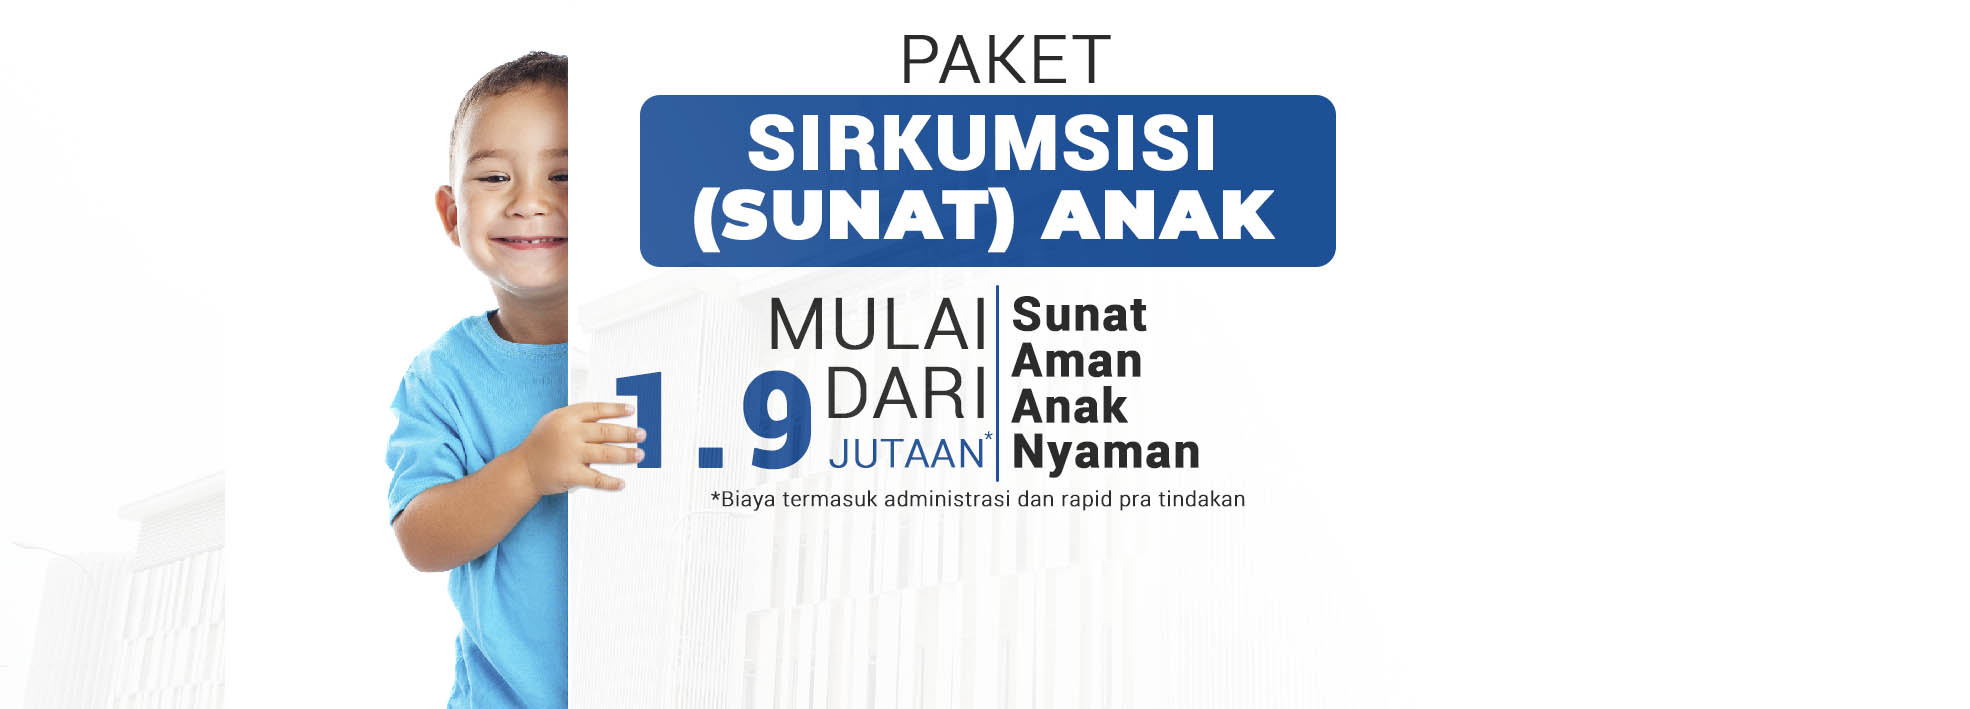 PAKET
SIRKUMSISI
(SUNAT) ANAK
MULAI
DARI
1.9 JUTAAN*
Sunat
Aman
Anak
Nyaman
*Biaya termasuk administrasi dan rapid pra tindakan